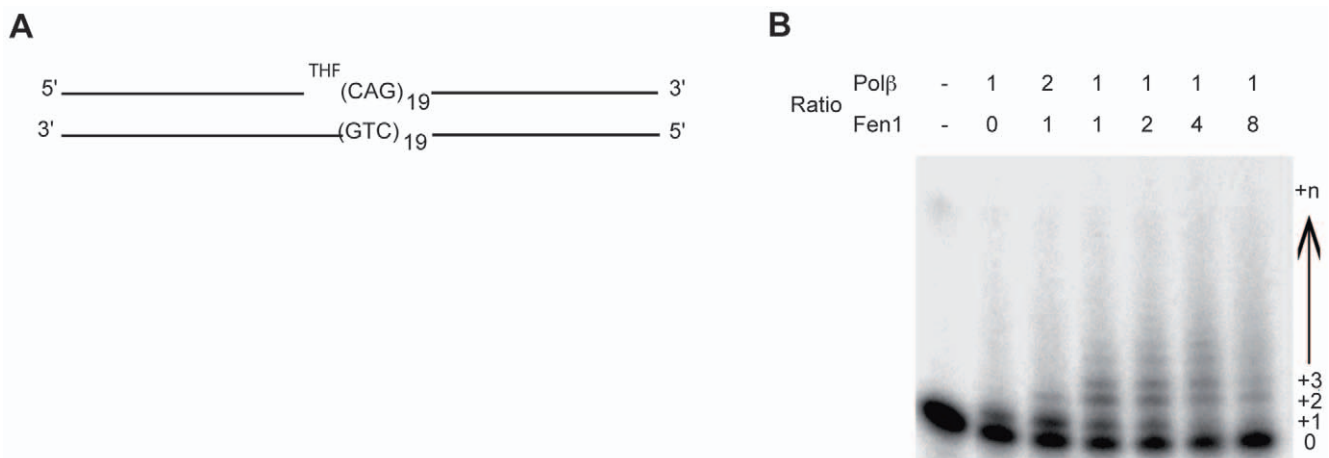 A
THF
5' (CAG)19 3'
3' (GTC)19 5'
B
Ratio
Polβ - 1 2 1 1 1 1
Fen1 - 0 1 1 2 4 8
+n
+3
+2
+1
0